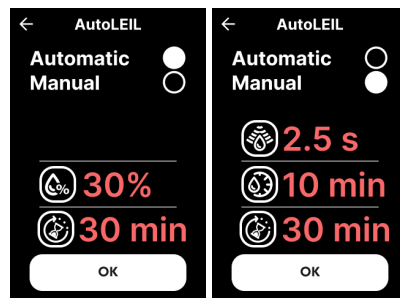 ← AutoLEIL
Automatic
Manual
%
30%
30 min
OK
← AutoLEIL
Automatic
Manual
2.5 s
10 min
30 min
OK